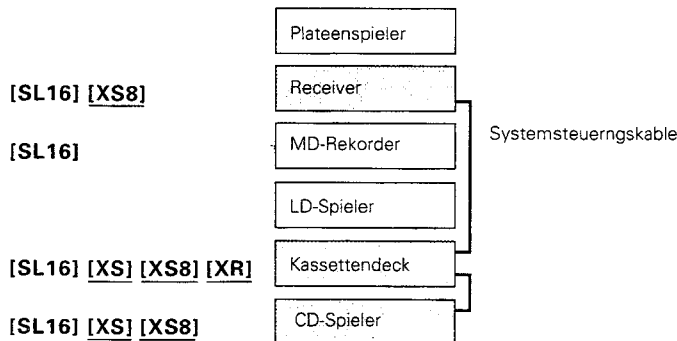 Plateenspieler
[SL16] [XS8] Receiver
[SL16] MD-Rekorder Systemsteuerngskable
LD-Spieler
[SL16] [XS] [XS8] [XR] Kassettendeck
[SL16] [XS] [XS8] CD-Spieler